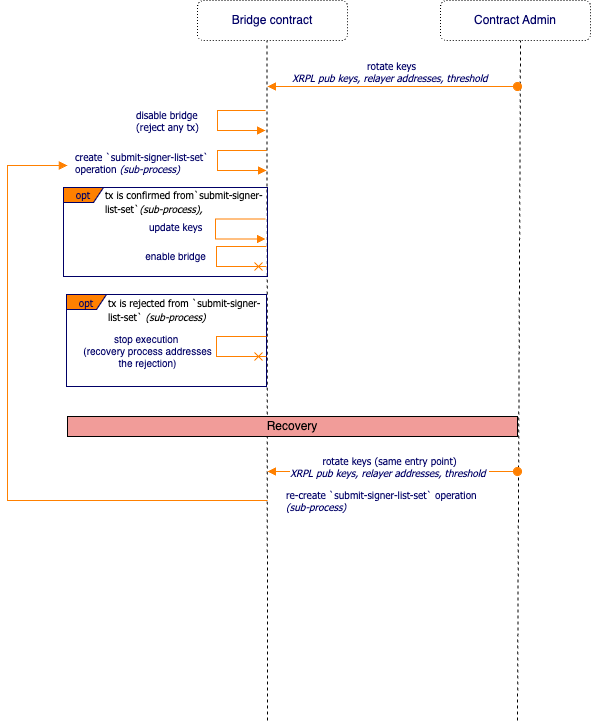 Bridge contract
Contract Admin
rotate keys
XRPL pub keys, relayer addresses, threshold
disable bridge
(reject any tx)
create `submit-signer-list-set`
operation (sub-process)
opt
tx is confirmed from`submit-signer-
list-set` (sub-process),
update keys
enable bridge
opt
tx is rejected from `submit-signer-
list-set` (sub-process)
stop execution
(recovery process addresses
the rejection)
Recovery
rotate keys (same entry point)
XRPL pub keys, relayer addresses, threshold
re-create `submit-signer-list-set` operation
(sub-process)